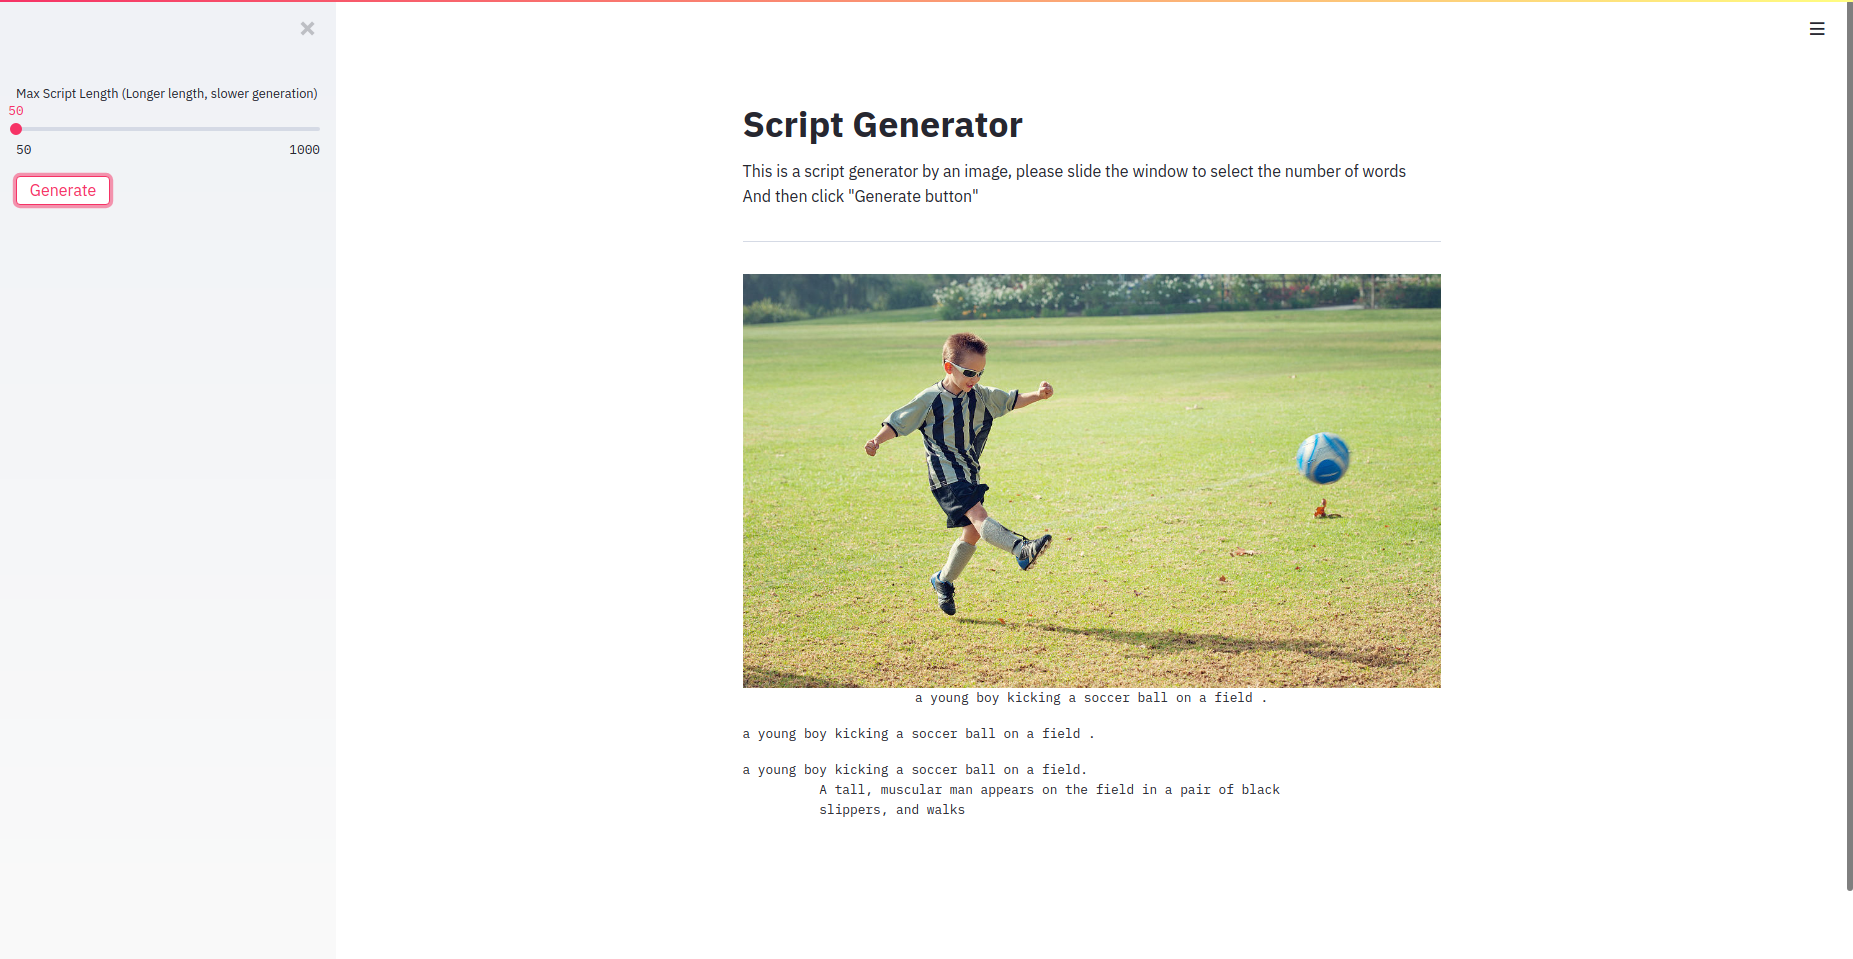 Max Script Length (Longer length, slower generation)
50
50 1000
Generate
Script Generator
This is a script generator by an image, please slide the window to select the number of words
And then click "Generate button"
a young boy kicking a soccer ball on a field .
a young boy kicking a soccer ball on a field .
a young boy kicking a soccer ball on a field.
A tall, muscular man appears on the field in a pair of black
slippers, and walks